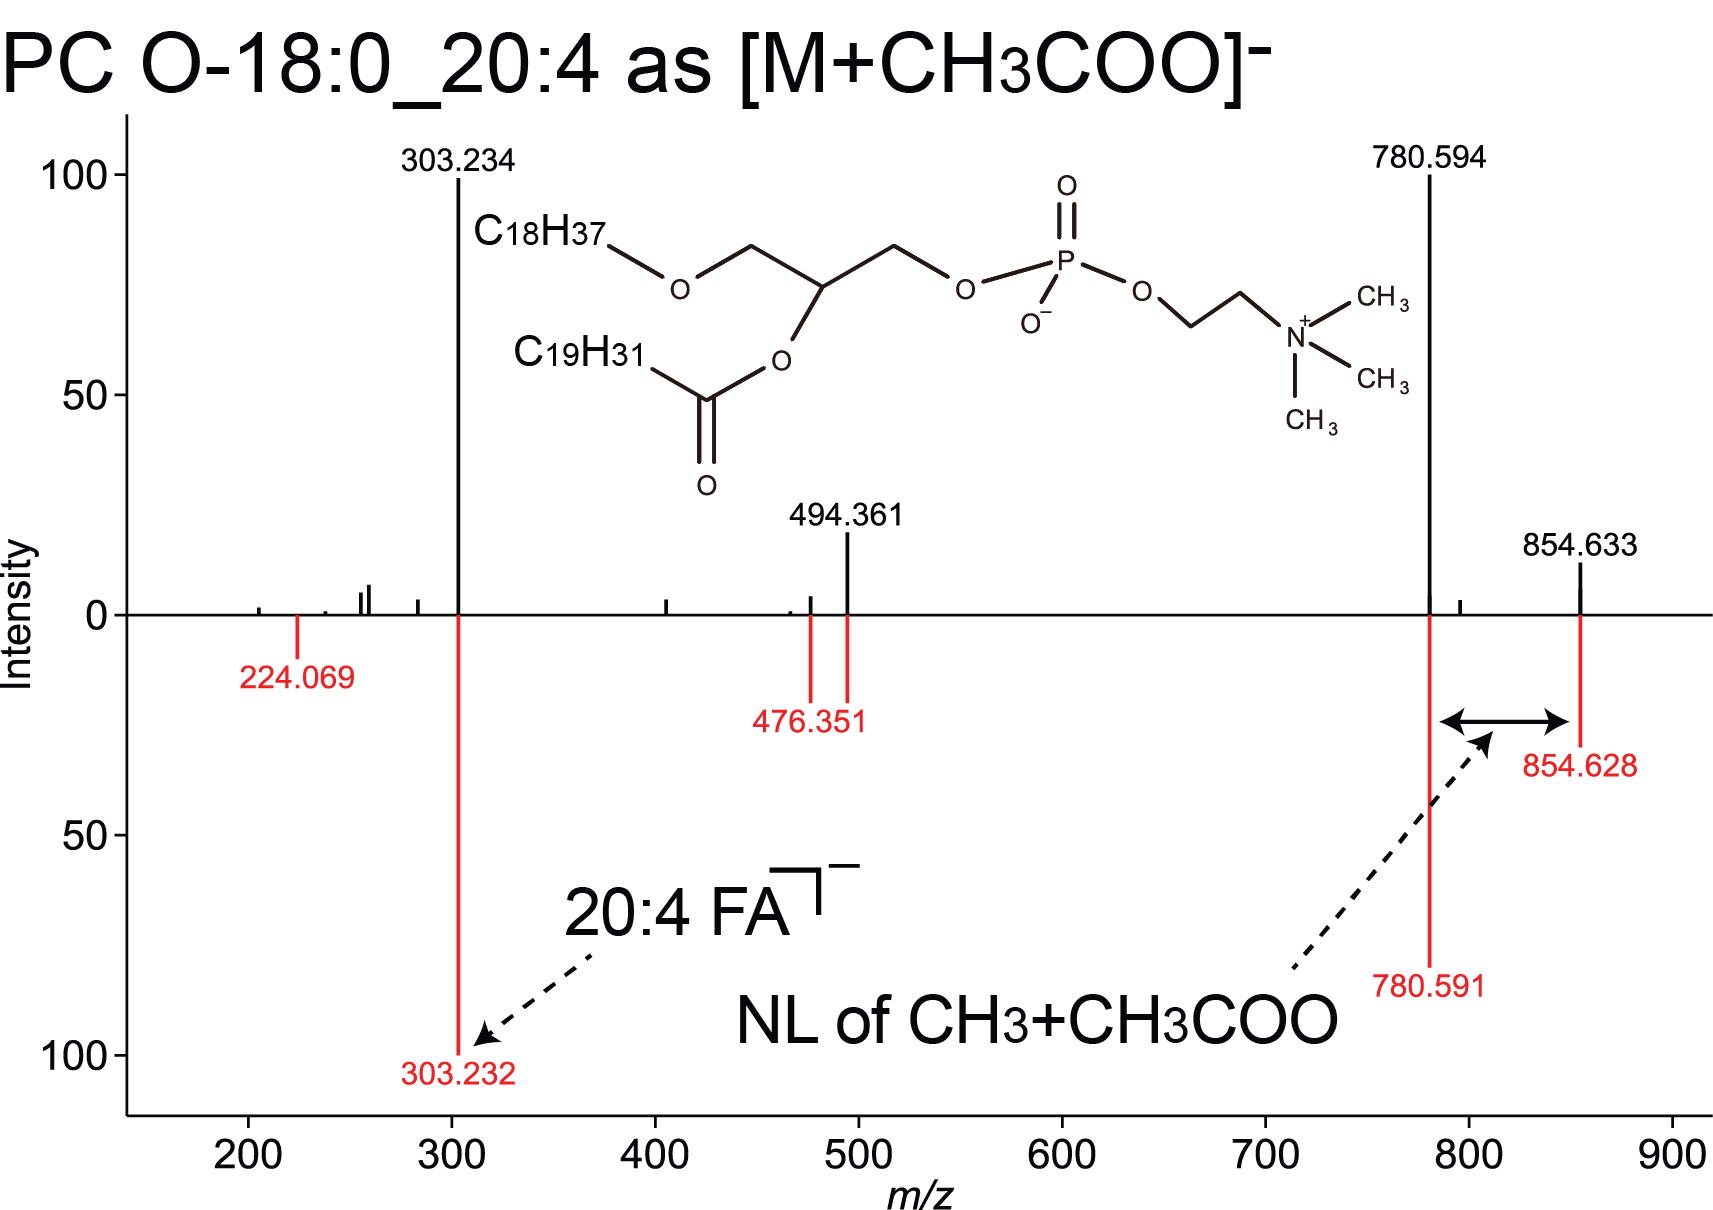 PC O-18:0_20:4 as [M+CH3COO]−
100
303.234
780.594
O
C18H37
P
O
O
O
CH3
O−
N+
C19H31
O
CH3
50
CH3
O
494.361
854.633
Intensity
0
224.069
476.351
854.628
50
20:4 FA −
780.591
NL of CH3+CH3COO
100
303.232
200 300 400 500 600 700 800 900
m/z